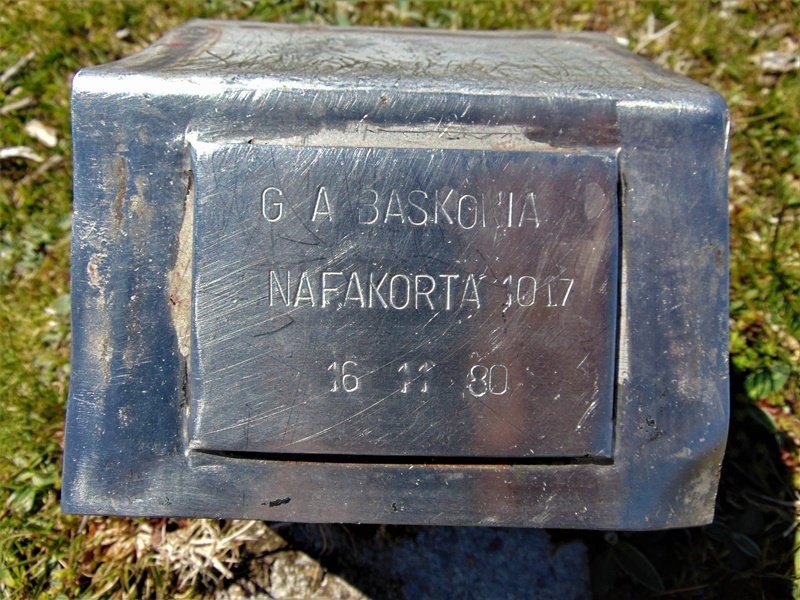 G A BASKONIA
NAFAKORTA 1017
16 11 80